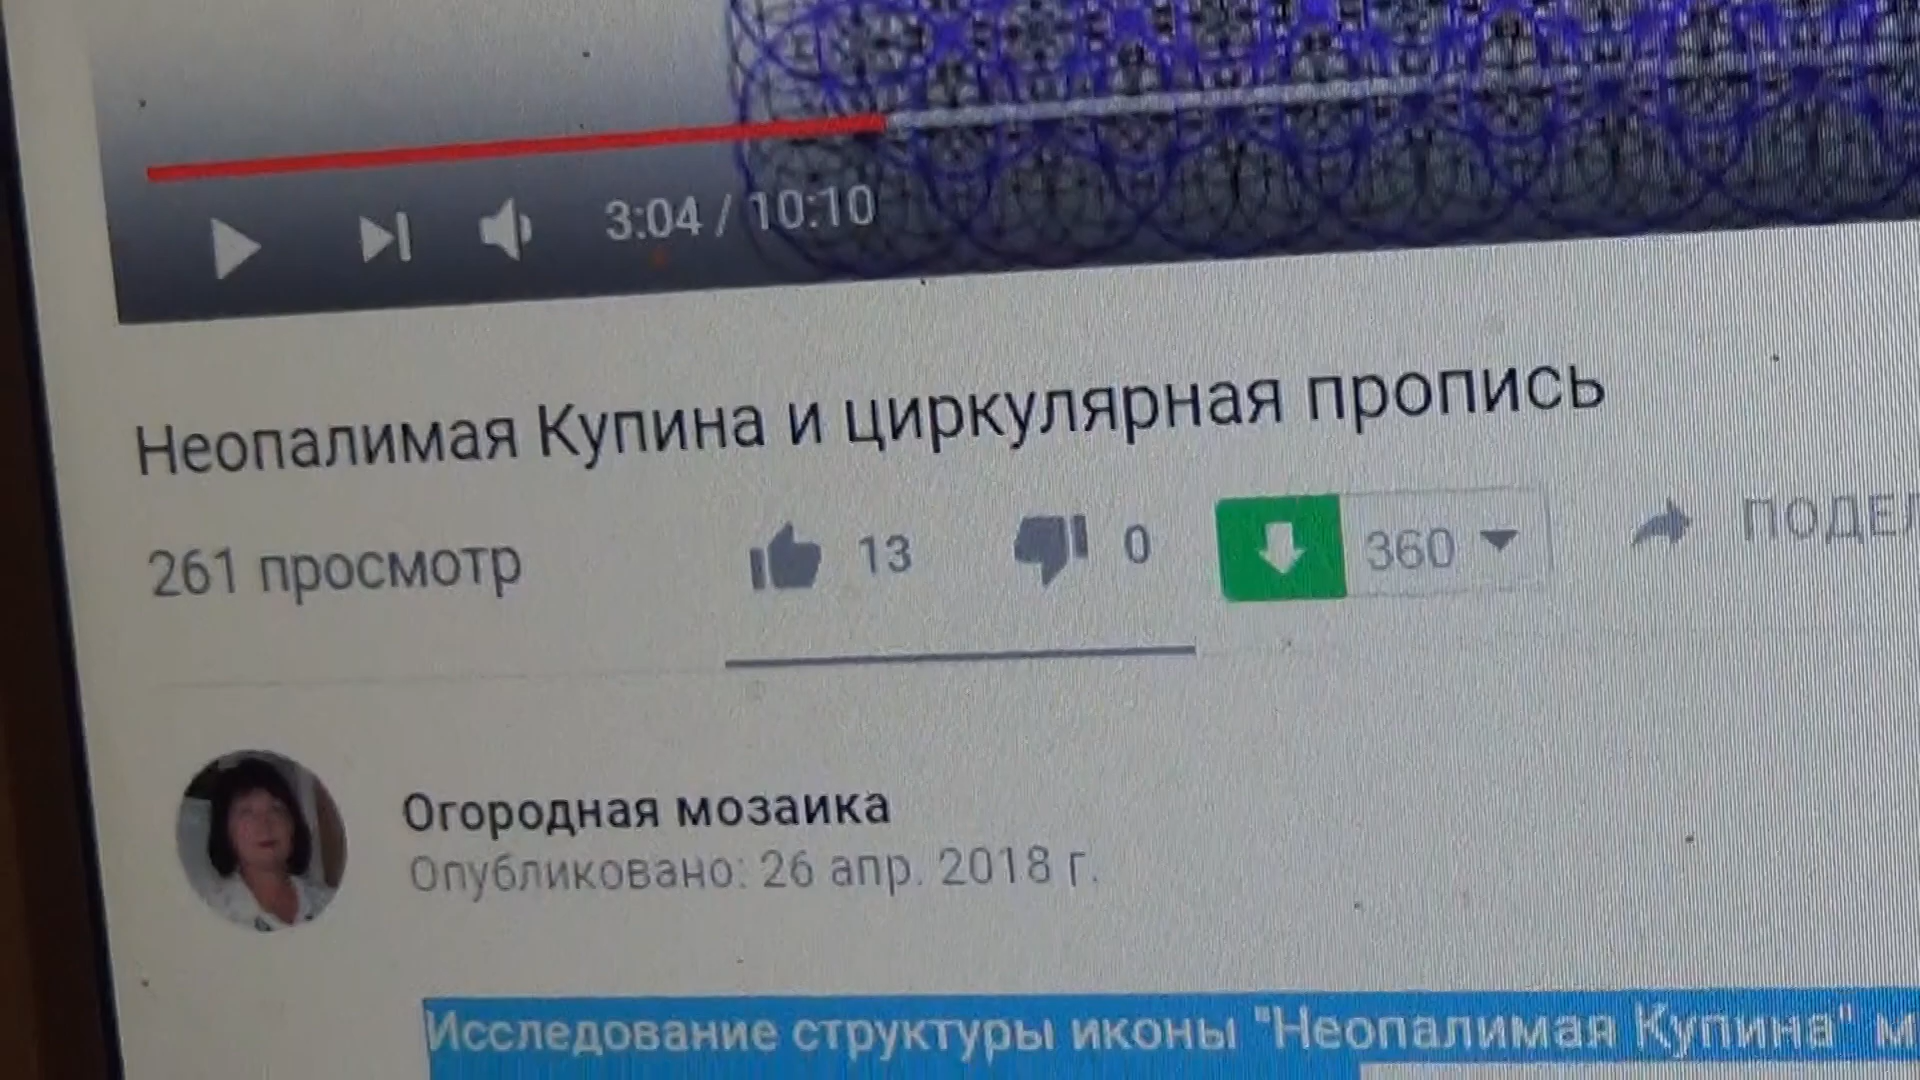 3:04 / 10:10
Неопалимая Купина и циркулярная пропись
261 просмотр 13 0 360 ПОДЕЛ
Огородная мозаика
Опубликовано: 26 апр. 2018 г.
Исследование структуры иконы "Неопалимая Купина" м